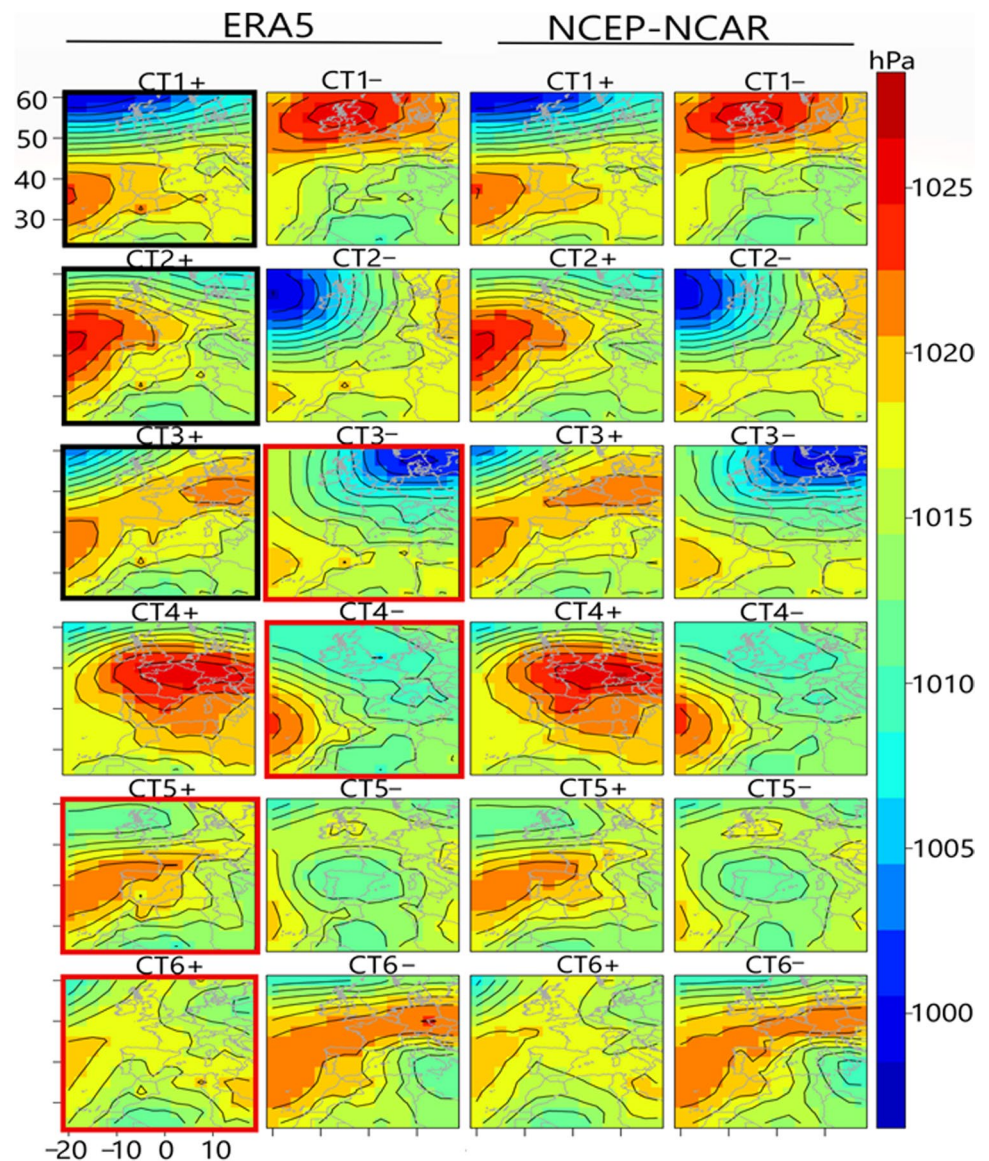 ERA5 NCEP-NCAR
hPa
CT1+ CT1− CT1+ CT1−
60
50
40
30
1025
CT2+ CT2− CT2+ CT2−
1020
CT3+ CT3− CT3+ CT3−
1015
CT4+ CT4− CT4+ CT4−
1010
CT5+ CT5− CT5+ CT5−
1005
CT6+ CT6− CT6+ CT6−
1000
−20 −10 0 10